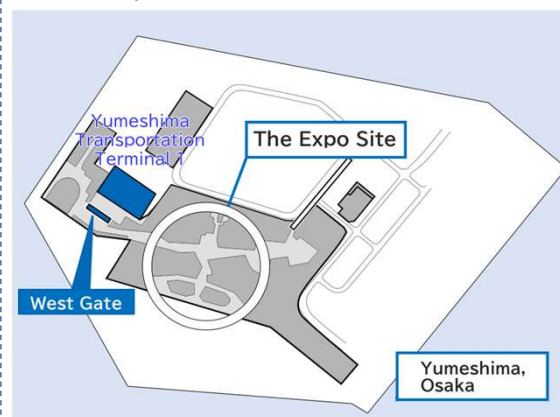 Yumeshima
Transportation
Terminal 1
The Expo Site
West Gate
Yumeshima,
Osaka